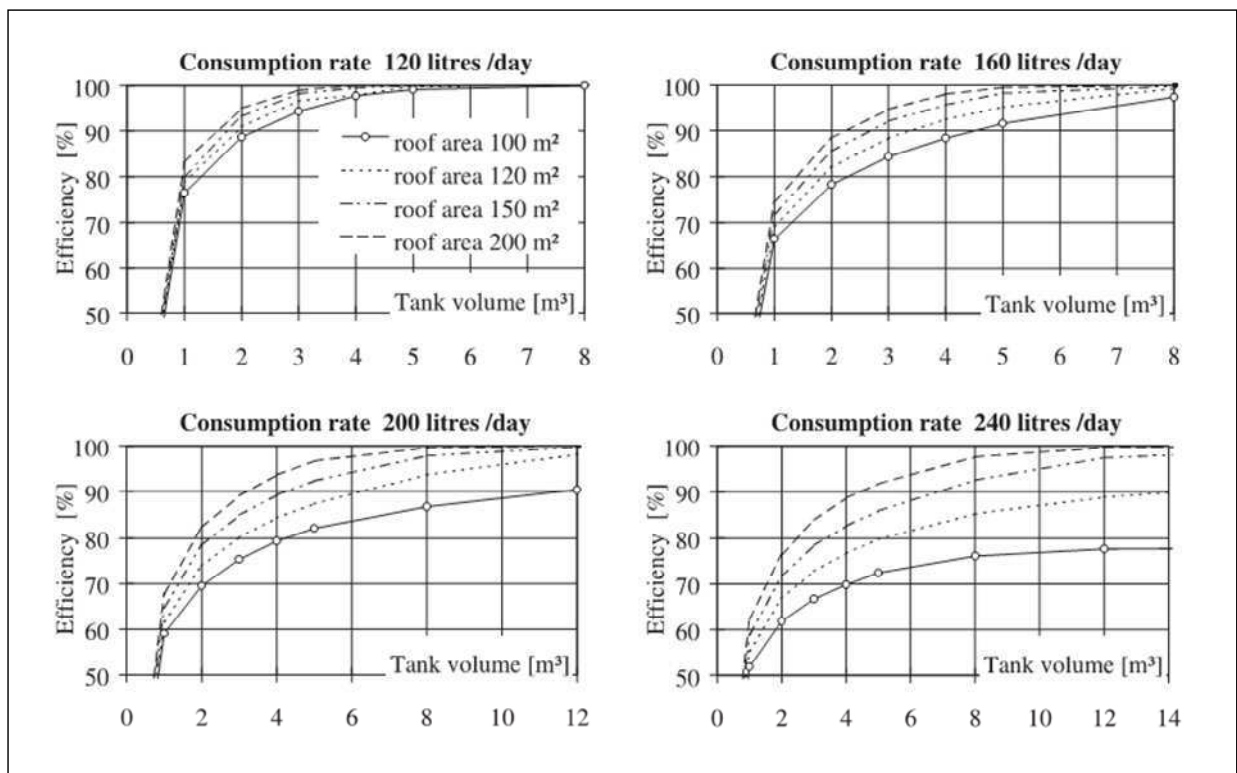 Consumption rate 120 litres /day
Efficiency [%]
100
90
80
70
60
50
roof area 100 m²
roof area 120 m²
roof area 150 m²
roof area 200 m²
Tank volume [m³]
0 1 2 3 4 5 6 7 8
Consumption rate 160 litres /day
Efficiency [%]
100
90
80
70
60
50
Tank volume [m³]
0 1 2 3 4 5 6 7 8
Consumption rate 200 litres /day
Efficiency [%]
100
90
80
70
60
50
Tank volume [m³]
0 2 4 6 8 10 12
Consumption rate 240 litres /day
Efficiency [%]
100
90
80
70
60
50
Tank volume [m³]
0 2 4 6 8 10 12 14